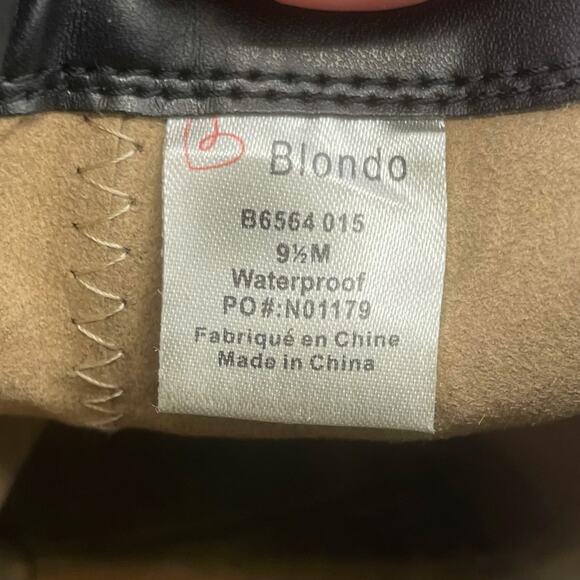 Blondo
B6564 015
9½M
Waterproof
PO#:N01179
Fabriqué en Chine
Made in China